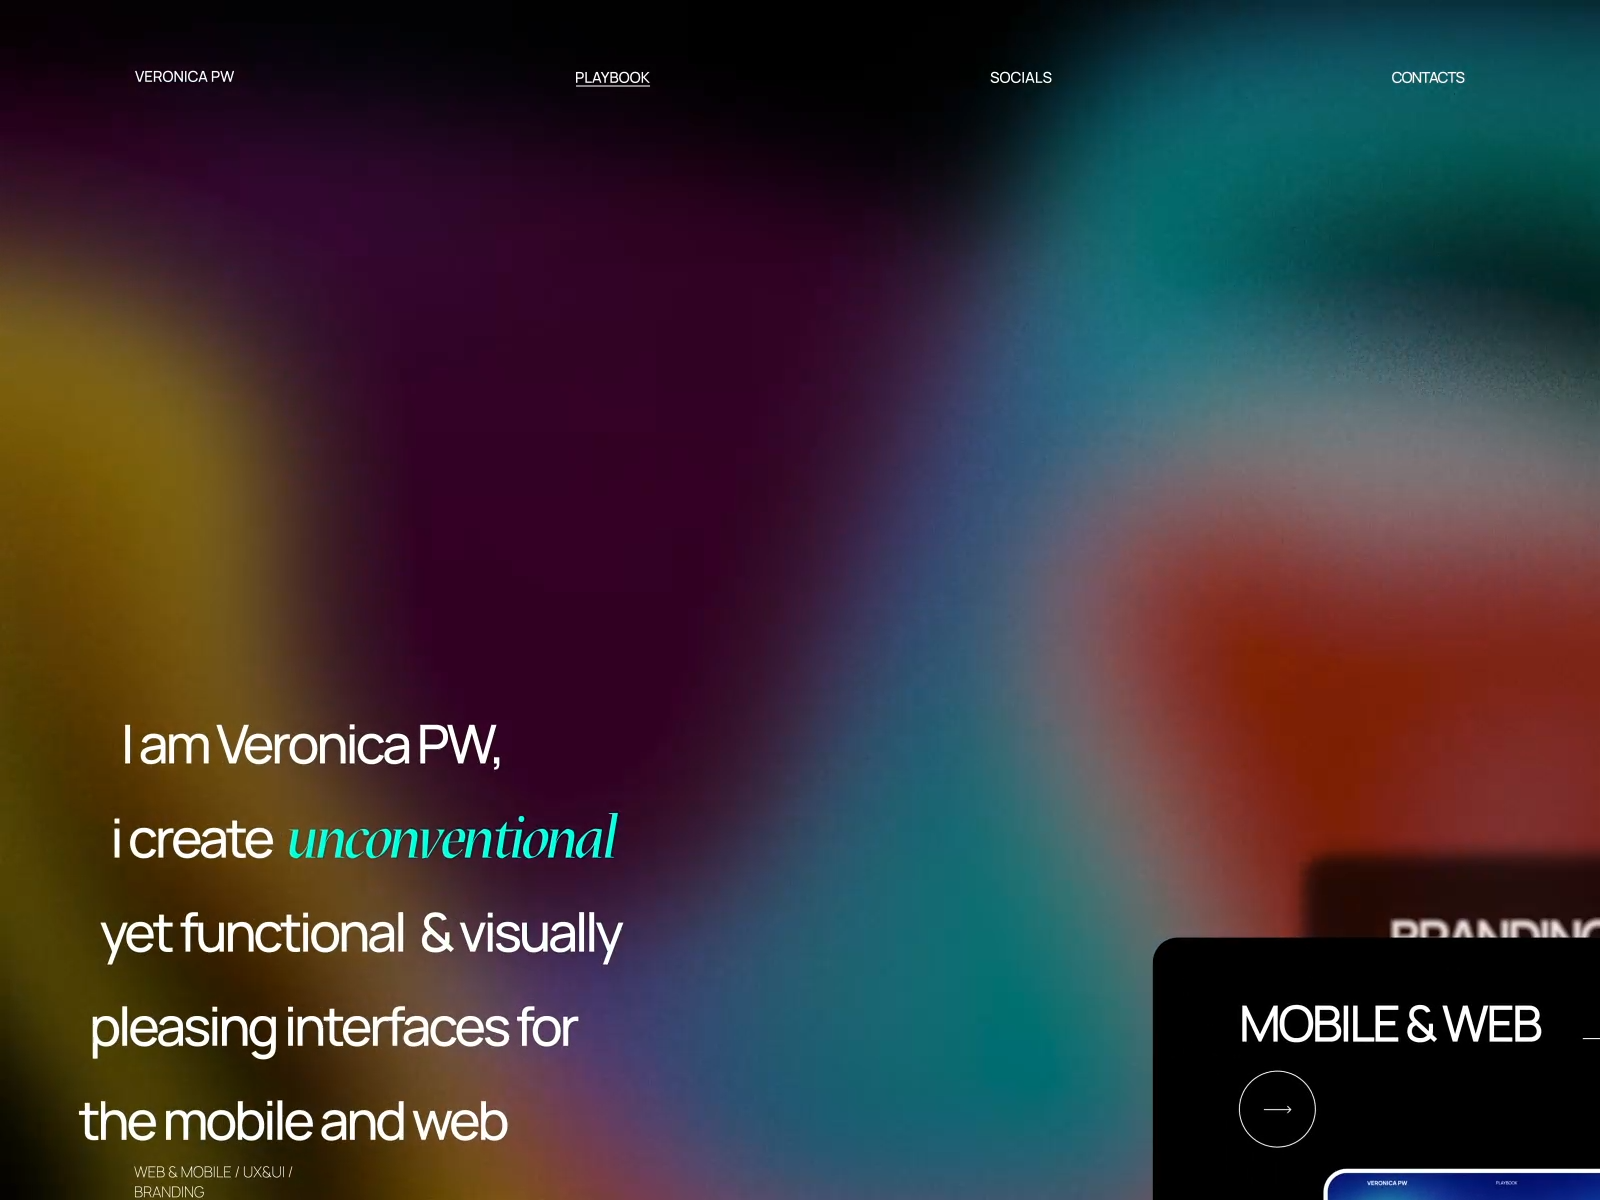 VERONICA PW
PLAYBOOK
SOCIALS
CONTACTS
I am Veronica PW,
i create unconventional
yet functional & visually
pleasing interfaces for
the mobile and web
WEB & MOBILE / UX&UI /
BRANDING
BRANDING
MOBILE & WEB
VERONICA PW
PLAYBOOK